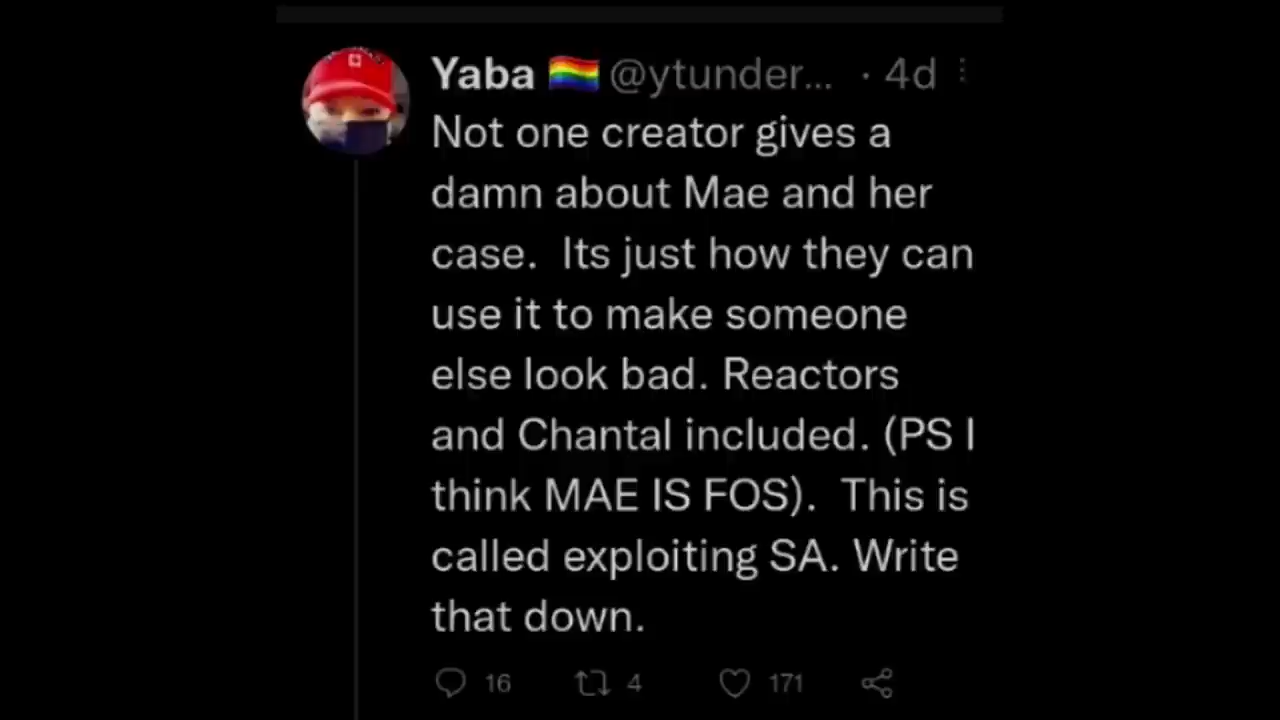 Yaba 🏳️‍🌈 @ytunder... · 4d
Not one creator gives a
damn about Mae and her
case.  Its just how they can
use it to make someone
else look bad. Reactors
and Chantal included. (PS I
think MAE IS FOS).  This is
called exploiting SA. Write
that down.
16 4 171